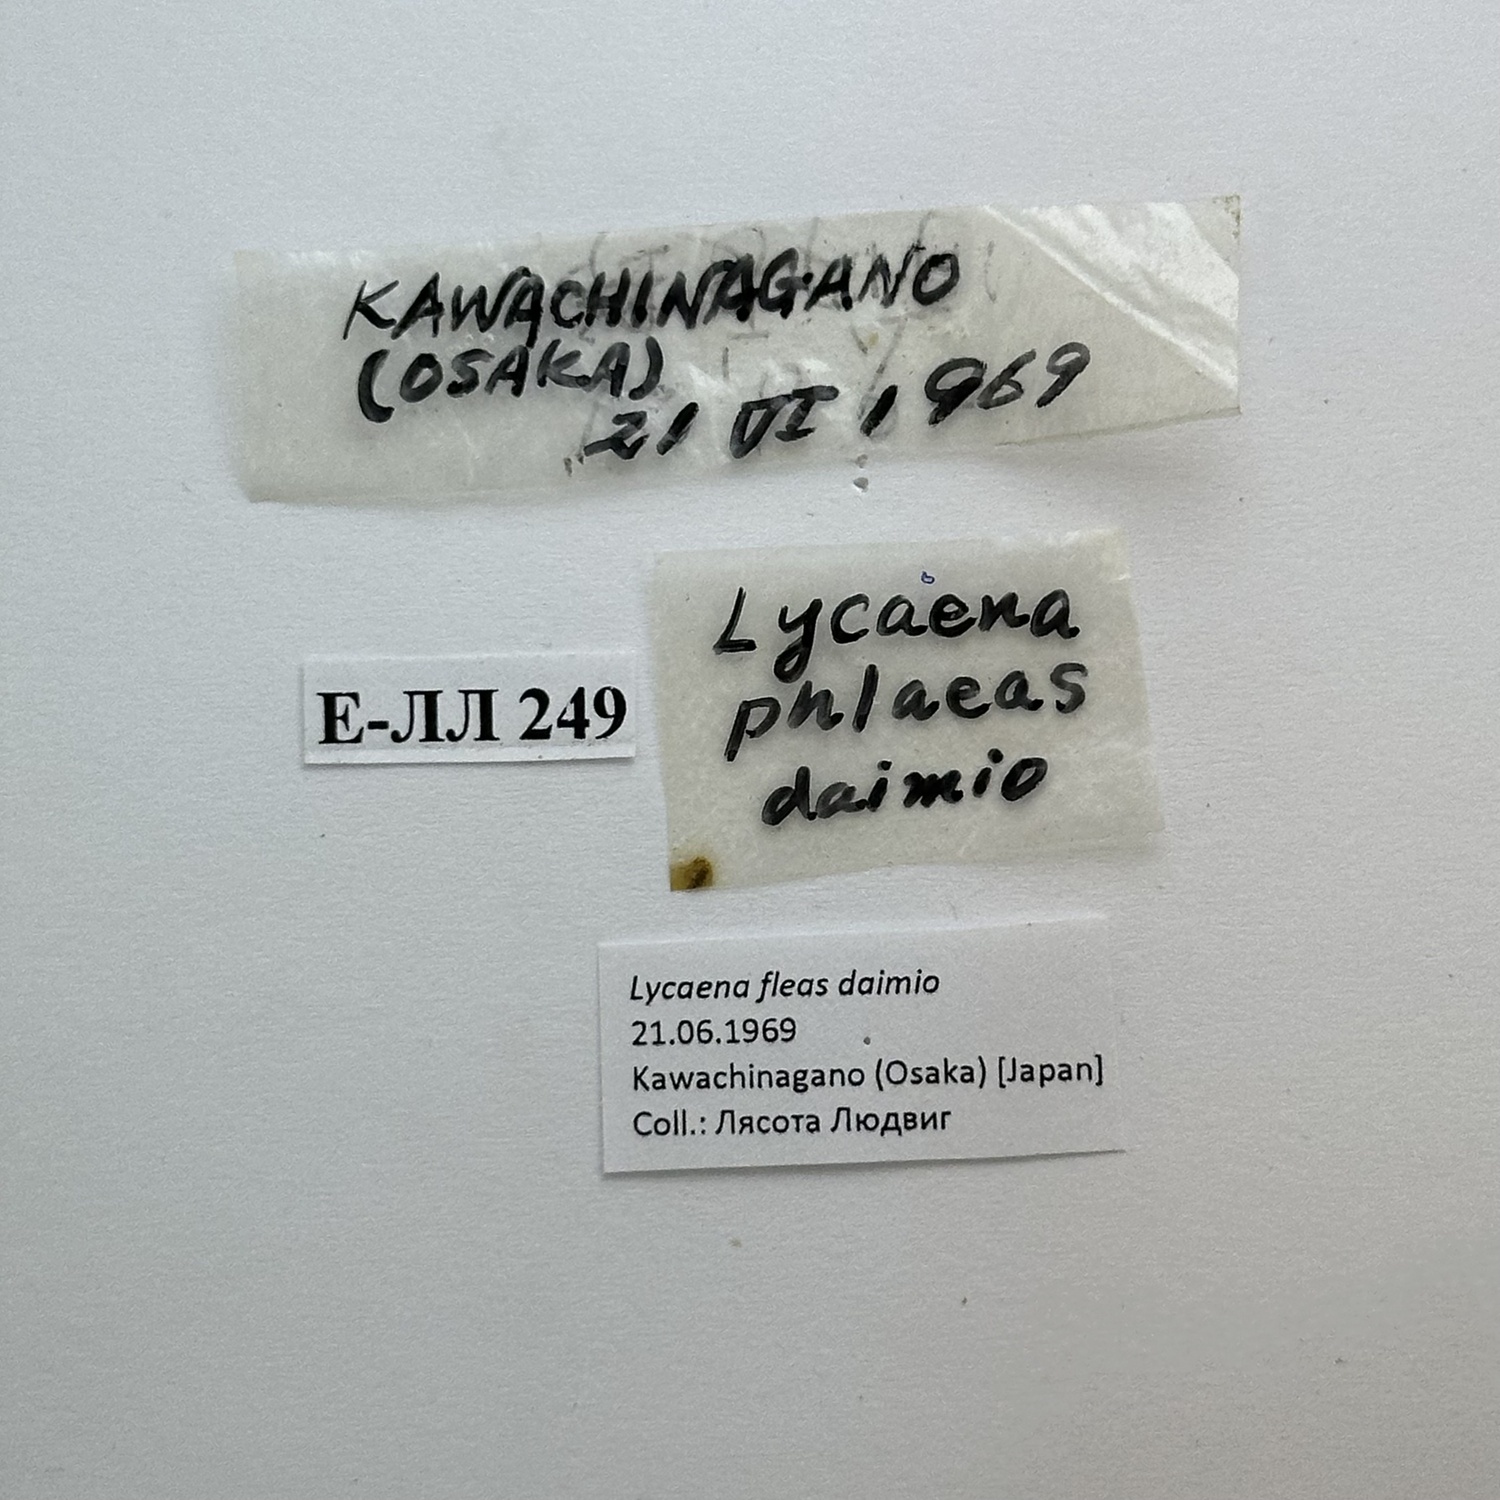 KAWACHINAGANO
(OSAKA)
21 VI 1969
Lycaena
phlaeas
daimio
Е-ЛЛ 249
Lycaena fleas daimio
21.06.1969
Kawachinagano (Osaka) [Japan]
Coll.: Лясота Людвиг